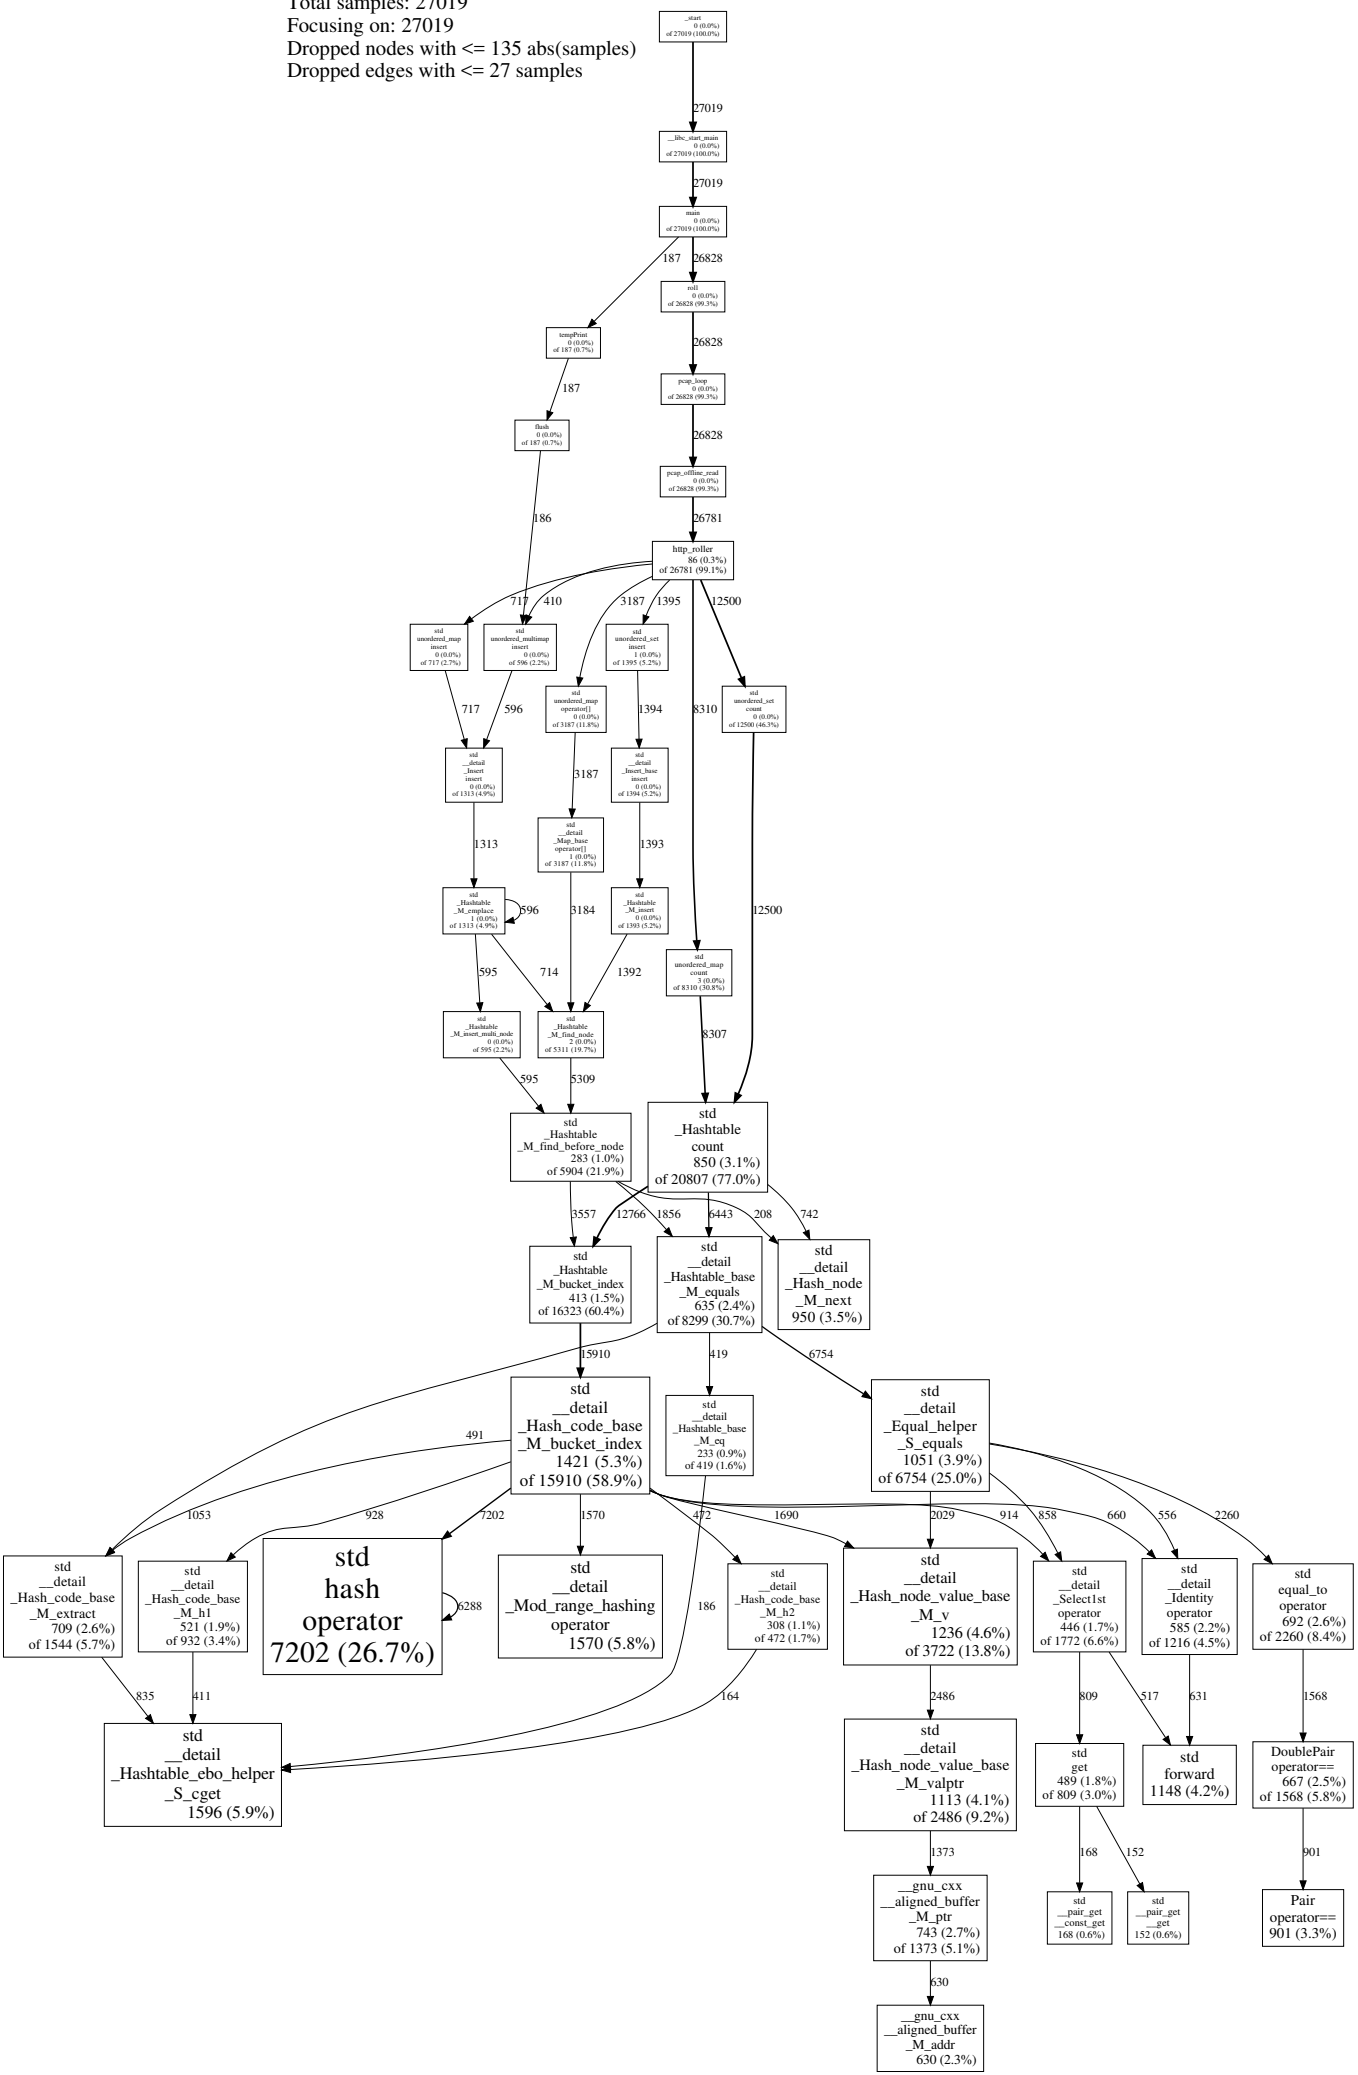 Total samples: 27019
Focusing on: 27019
Dropped nodes with <= 135 abs(samples)
Dropped edges with <= 27 samples
_start
0 (0.0%)
of 27019 (100.0%)
27019
__libc_start_main
0 (0.0%)
of 27019 (100.0%)
27019
main
0 (0.0%)
of 27019 (100.0%)
187
26828
roll
0 (0.0%)
of 26828 (99.3%)
tempPrint
0 (0.0%)
of 187 (0.7%)
26828
187
pcap_loop
0 (0.0%)
of 26828 (99.3%)
flush
0 (0.0%)
of 187 (0.7%)
26828
pcap_offline_read
0 (0.0%)
of 26828 (99.3%)
186
26781
http_roller
86 (0.3%)
of 26781 (99.1%)
717
410
3187
1395
12500
std
unordered_map
insert
0 (0.0%)
of 717 (2.7%)
std
unordered_multimap
insert
0 (0.0%)
of 596 (2.2%)
std
unordered_set
insert
1 (0.0%)
of 1395 (5.2%)
std
unordered_map
operator[]
0 (0.0%)
of 3187 (11.8%)
std
unordered_set
count
0 (0.0%)
of 12500 (46.3%)
717
596
1394
8310
std
__detail
_Insert
insert
0 (0.0%)
of 1313 (4.9%)
3187
std
__detail
_Insert_base
insert
0 (0.0%)
of 1394 (5.2%)
std
__detail
_Map_base
operator[]
1 (0.0%)
of 3187 (11.8%)
1313
1393
std
_Hashtable
_M_emplace
1 (0.0%)
of 1313 (4.9%)
596
3184
std
_Hashtable
_M_insert
0 (0.0%)
of 1393 (5.2%)
12500
595
714
1392
std
unordered_map
count
3 (0.0%)
of 8310 (30.8%)
std
_Hashtable
_M_insert_multi_node
0 (0.0%)
of 595 (2.2%)
std
_Hashtable
_M_find_node
2 (0.0%)
of 5311 (19.7%)
8307
595
5309
std
_Hashtable
_M_find_before_node
283 (1.0%)
of 5904 (21.9%)
std
_Hashtable
count
850 (3.1%)
of 20807 (77.0%)
3557
12766
1856
6443
208
742
std
_Hashtable
_M_bucket_index
413 (1.5%)
of 16323 (60.4%)
std
__detail
_Hashtable_base
_M_equals
635 (2.4%)
of 8299 (30.7%)
std
__detail
_Hash_node
_M_next
950 (3.5%)
15910
419
6754
std
__detail
_Hash_code_base
_M_bucket_index
1421 (5.3%)
of 15910 (58.9%)
std
__detail
_Hashtable_base
_M_eq
233 (0.9%)
of 419 (1.6%)
std
__detail
_Equal_helper
_S_equals
1051 (3.9%)
of 6754 (25.0%)
491
1053
928
7202
1570
472
1690
2029
914
858
660
556
2260
std
__detail
_Hash_code_base
_M_extract
709 (2.6%)
of 1544 (5.7%)
std
__detail
_Hash_code_base
_M_h1
521 (1.9%)
of 932 (3.4%)
std
hash
operator
7202 (26.7%)
6288
std
__detail
_Mod_range_hashing
operator
1570 (5.8%)
186
std
__detail
_Hash_code_base
_M_h2
308 (1.1%)
of 472 (1.7%)
std
__detail
_Hash_node_value_base
_M_v
1236 (4.6%)
of 3722 (13.8%)
std
__detail
_Select1st
operator
446 (1.7%)
of 1772 (6.6%)
std
__detail
_Identity
operator
585 (2.2%)
of 1216 (4.5%)
std
equal_to
operator
692 (2.6%)
of 2260 (8.4%)
835
411
164
2486
809
517
631
1568
std
__detail
_Hashtable_ebo_helper
_S_cget
1596 (5.9%)
std
__detail
_Hash_node_value_base
_M_valptr
1113 (4.1%)
of 2486 (9.2%)
std
get
489 (1.8%)
of 809 (3.0%)
std
forward
1148 (4.2%)
DoublePair
operator==
667 (2.5%)
of 1568 (5.8%)
1373
168
152
901
__gnu_cxx
__aligned_buffer
_M_ptr
743 (2.7%)
of 1373 (5.1%)
std
__pair_get
__const_get
168 (0.6%)
std
__pair_get
__get
152 (0.6%)
Pair
operator==
901 (3.3%)
630
__gnu_cxx
__aligned_buffer
_M_addr
630 (2.3%)